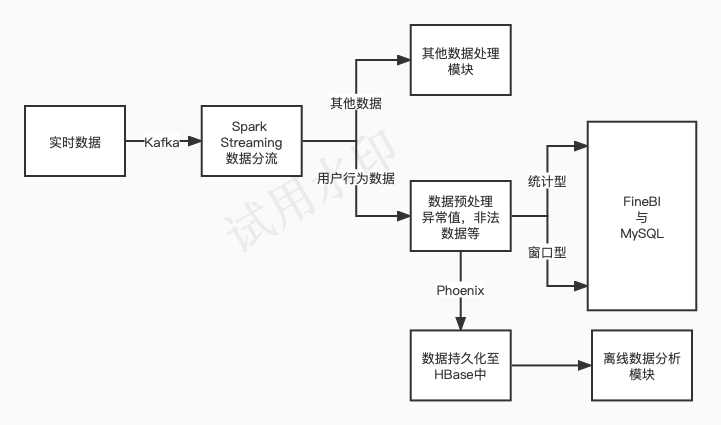 其他数据处理
模块
其他数据
实时数据
Kafka
Spark
Streaming
数据分流
用户行为数据
数据预处理
异常值，非法
数据等
统计型
窗口型
FineBI
与
MySQL
Phoenix
数据持久化至
HBase中
离线数据分析
模块
试用水印